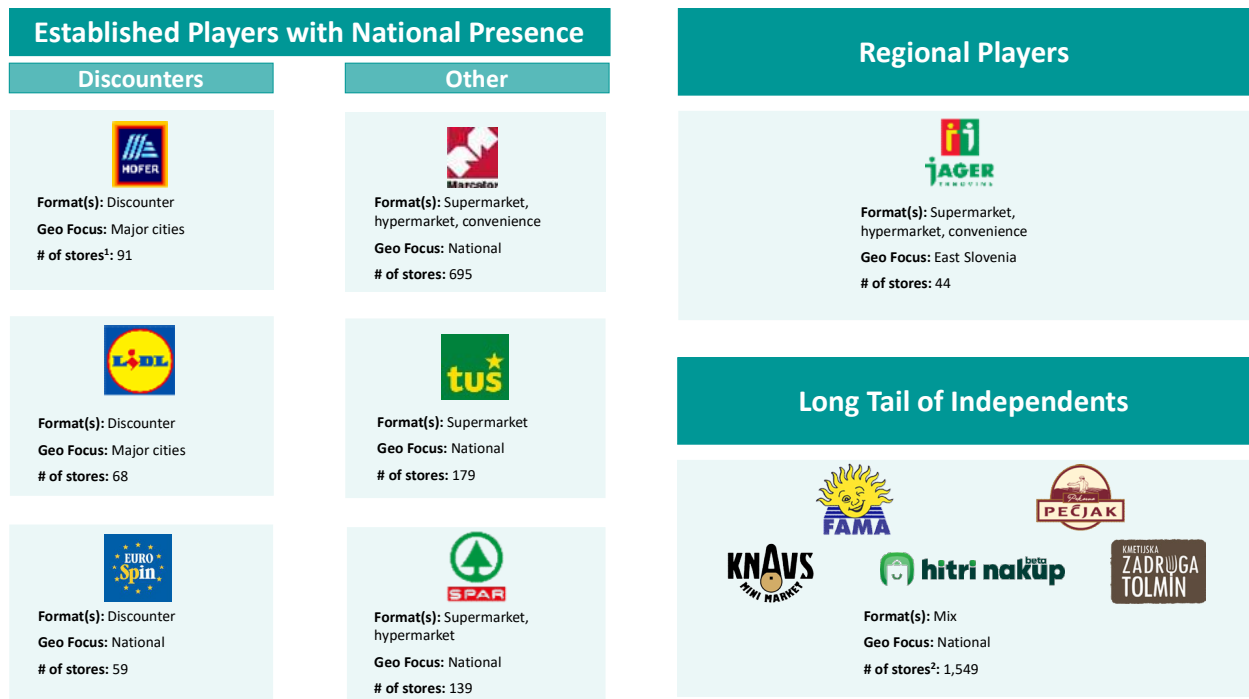 Established Players with National Presence
Discounters
HOFER
Format(s): Discounter
Geo Focus: Major cities
# of stores¹: 91
LIDL
Format(s): Discounter
Geo Focus: Major cities
# of stores: 68
EURO
Spin
Format(s): Discounter
Geo Focus: National
# of stores: 59
Other
Mercator
Format(s): Supermarket,
hypermarket, convenience
Geo Focus: National
# of stores: 695
tuš
Format(s): Supermarket
Geo Focus: National
# of stores: 179
SPAR
Format(s): Supermarket,
hypermarket
Geo Focus: National
# of stores: 139
Regional Players
jAGER
TRGOVINE
Format(s): Supermarket,
hypermarket, convenience
Geo Focus: East Slovenia
# of stores: 44
Long Tail of Independents
FAMA
Pekarna
PEČJAK
KNAVS
MINI MARKET
hitri nakup
beta
KMETIJSKA
ZADRUGA
TOLMIN
Format(s): Mix
Geo Focus: National
# of stores²: 1,549